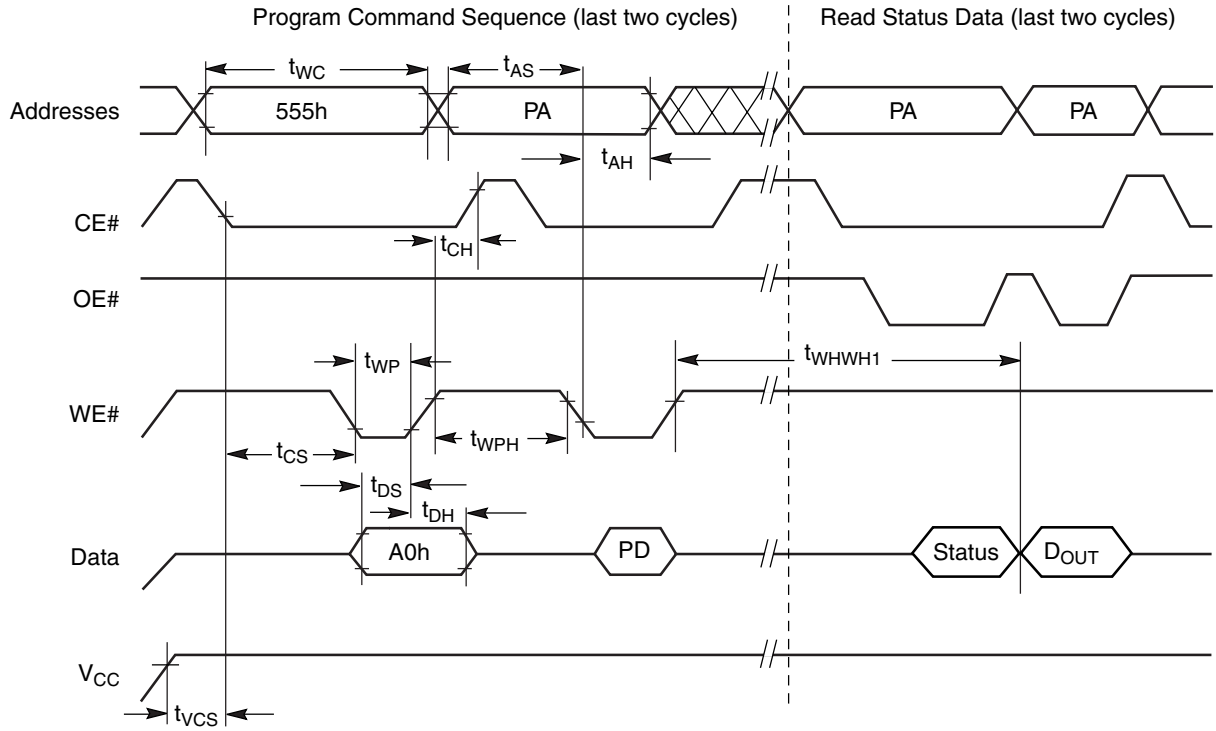 Program Command Sequence (last two cycles)
Read Status Data (last two cycles)
tWC
tAS
Addresses
555h
PA
PA
PA
tAH
CE#
tCH
OE#
tWP
tWHWH1
WE#
tCS
tWPH
tDS
tDH
Data
A0h
PD
Status
DOUT
VCC
tVCS